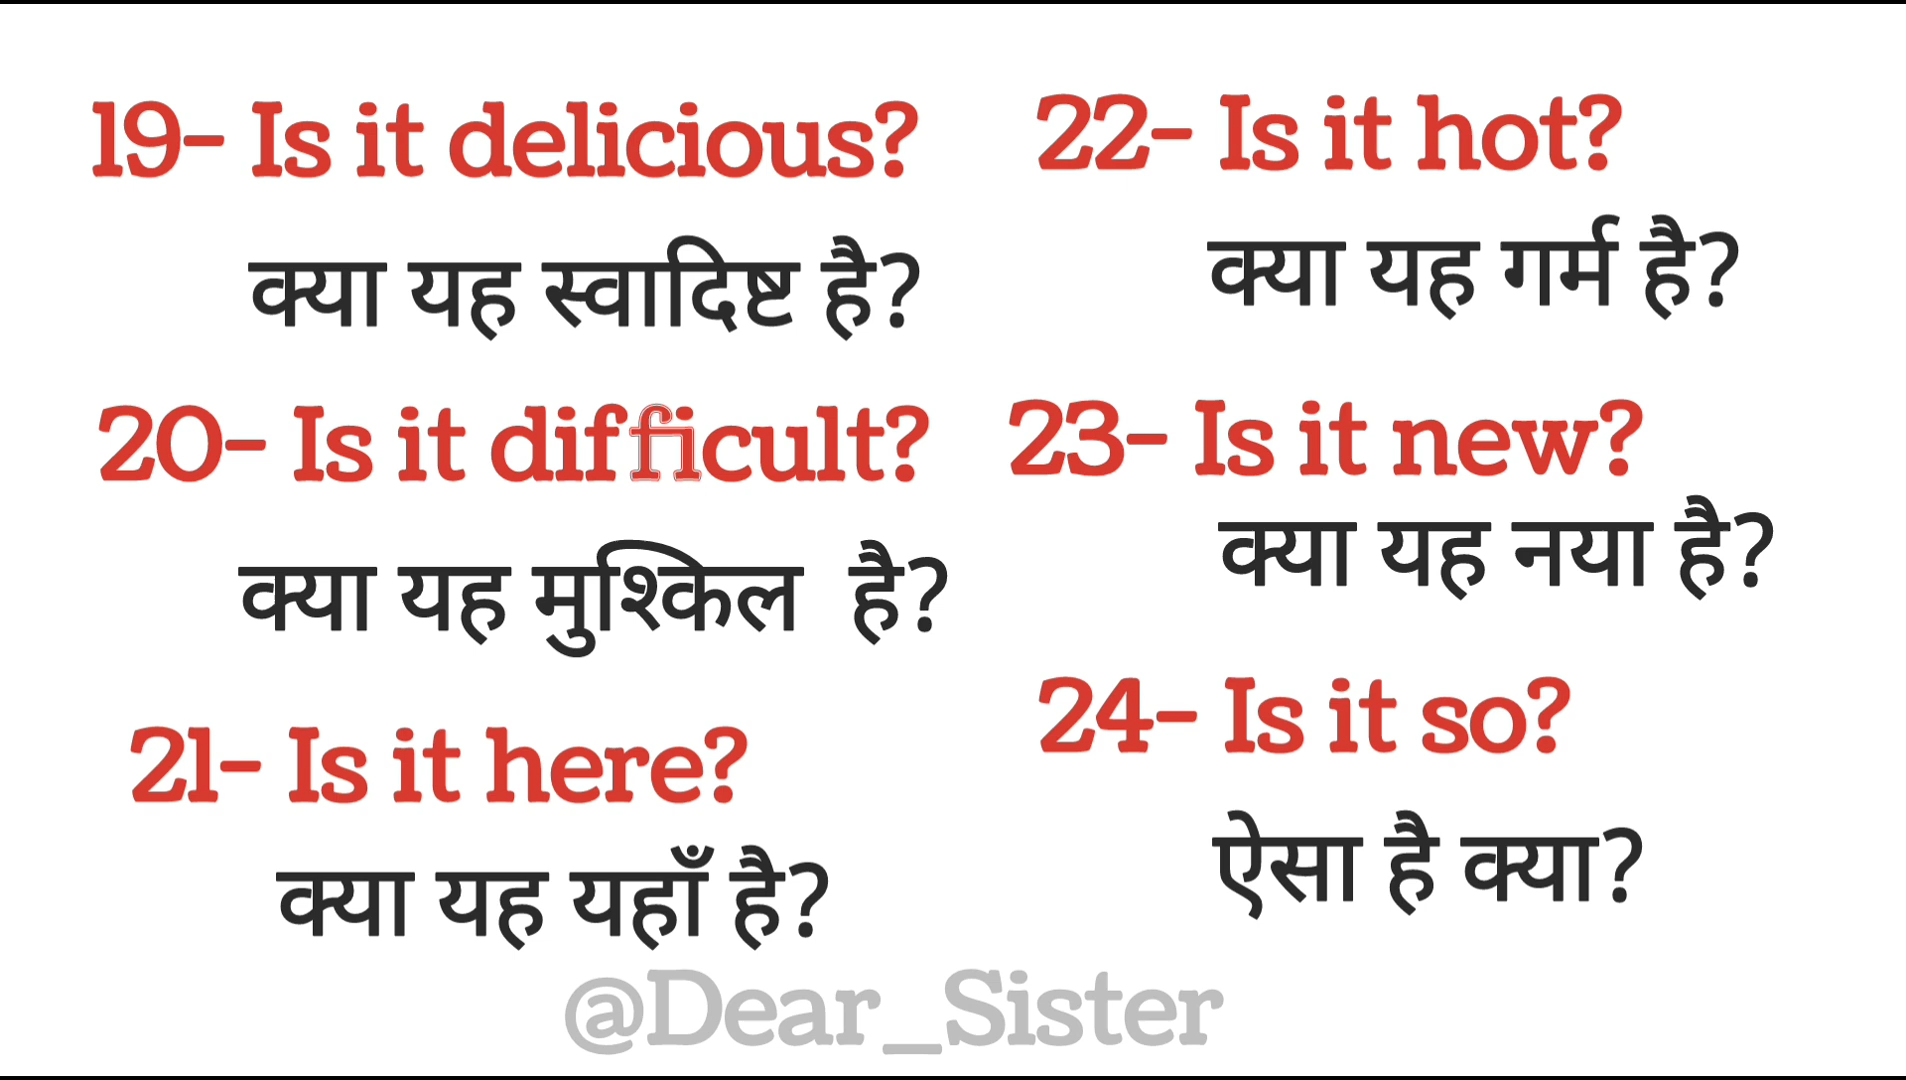 19- Is it delicious?
क्या यह स्वादिष्ट है?
20- Is it difficult?
क्या यह मुश्किल है?
21- Is it here?
क्या यह यहाँ है?
22- Is it hot?
क्या यह गर्म है?
23- Is it new?
क्या यह नया है?
24- Is it so?
ऐसा है क्या?
@Dear_Sister